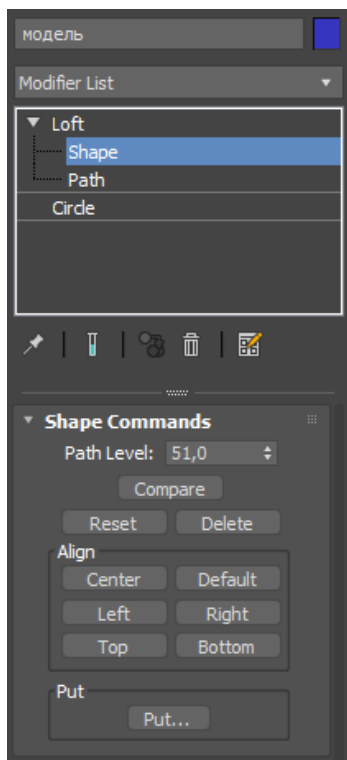 модель
Modifier List
Loft
Shape
Path
Circle
Shape Commands
Path Level: 51,0
Compare
Reset Delete
Align
Center Default
Left Right
Top Bottom
Put
Put...